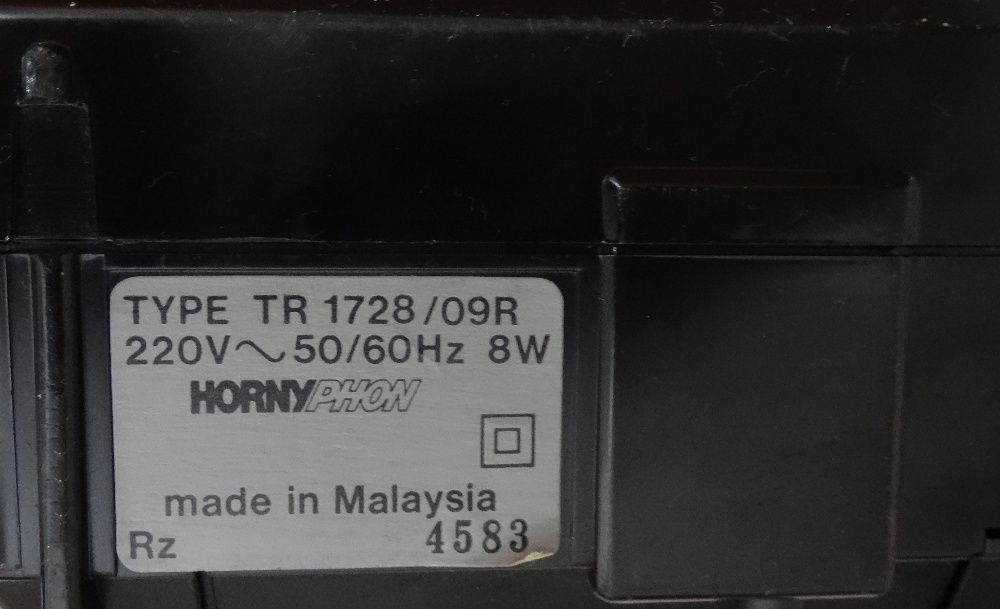 TYPE TR 1728/09R
220V~50/60Hz 8W
HORNYPHON
made in Malaysia
Rz 4583